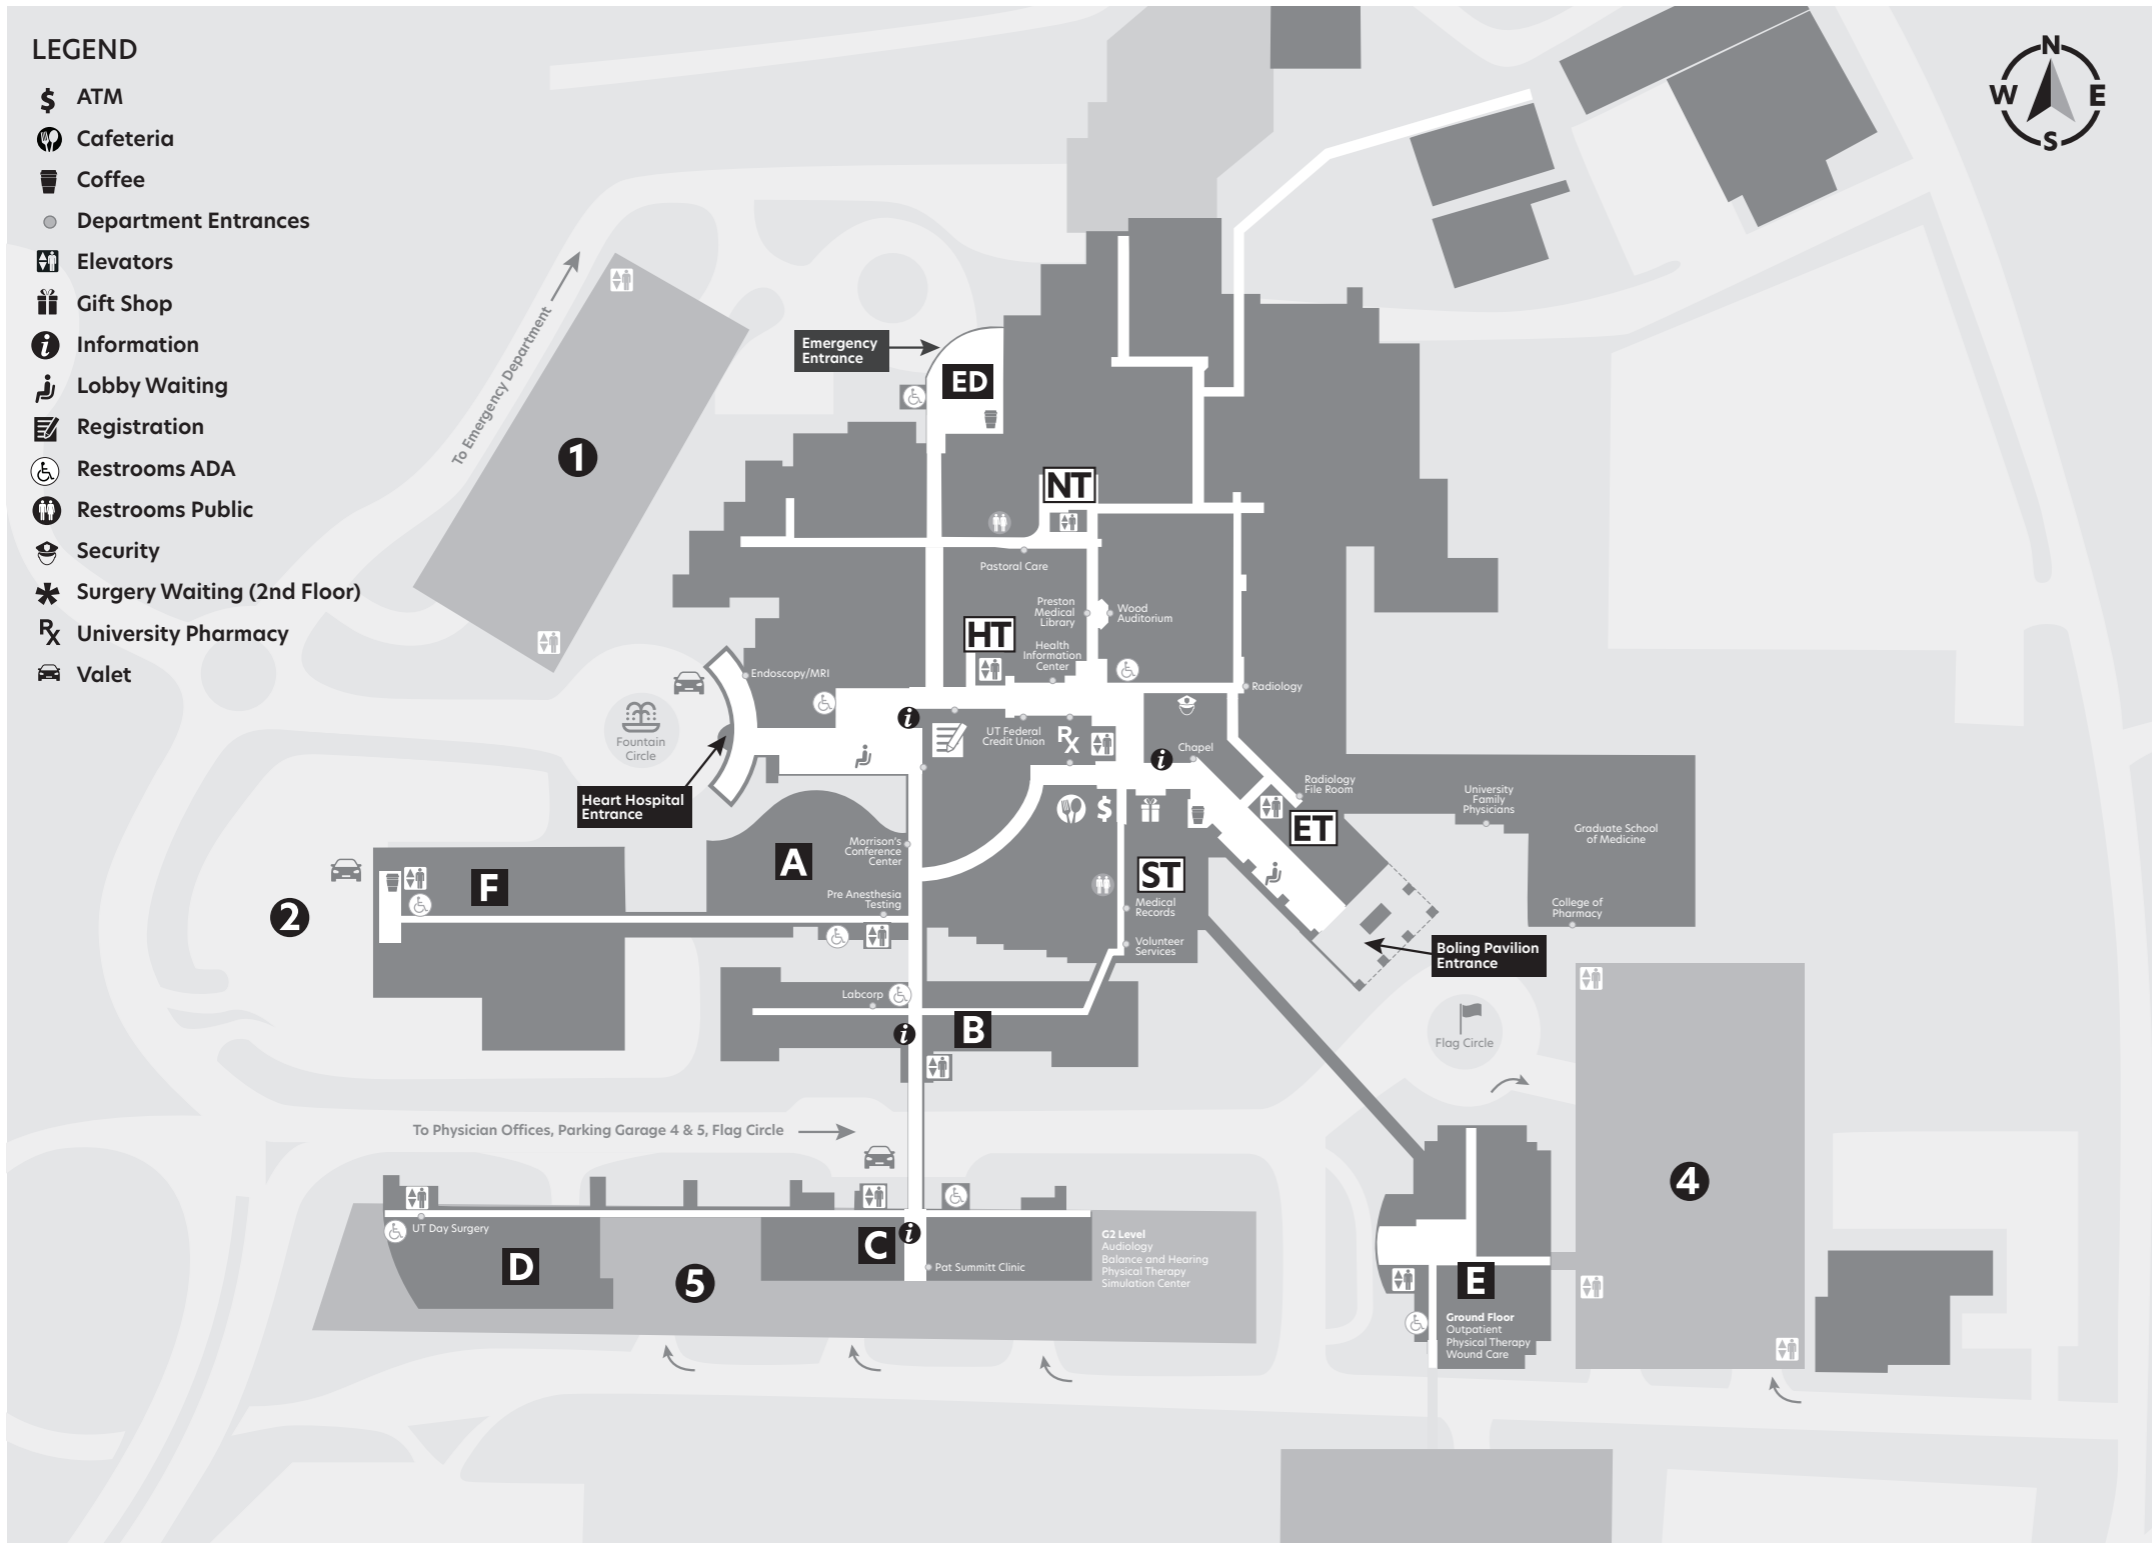 LEGEND
$ ATM
Cafeteria
Coffee
Department Entrances
Elevators
Gift Shop
i Information
Lobby Waiting
Registration
Restrooms ADA
Restrooms Public
Security
Surgery Waiting (2nd Floor)
Rx University Pharmacy
Valet
N
W
E
S
To Emergency Department
1
Emergency
Entrance
ED
NT
Pastoral Care
Preston
Medical
Library
Wood
Auditorium
HT
Health
Information
Center
Endoscopy/MRI
Radiology
i
UT Federal
Credit Union
Rx
Chapel
i
Fountain
Circle
Heart Hospital
Entrance
Radiology
File Room
University
Family
Physicians
Graduate School
of Medicine
$
ET
Morrison's
Conference
Center
A
F
ST
Pre Anesthesia
Testing
Medical
Records
College of
Pharmacy
2
Volunteer
Services
Boling Pavilion
Entrance
Labcorp
i
B
Flag Circle
To Physician Offices, Parking Garage 4 & 5, Flag Circle
4
UT Day Surgery
D
5
C
i
Pat Summitt Clinic
G2 Level
Audiology
Balance and Hearing
Physical Therapy
Simulation Center
E
Ground Floor
Outpatient
Physical Therapy
Wound Care